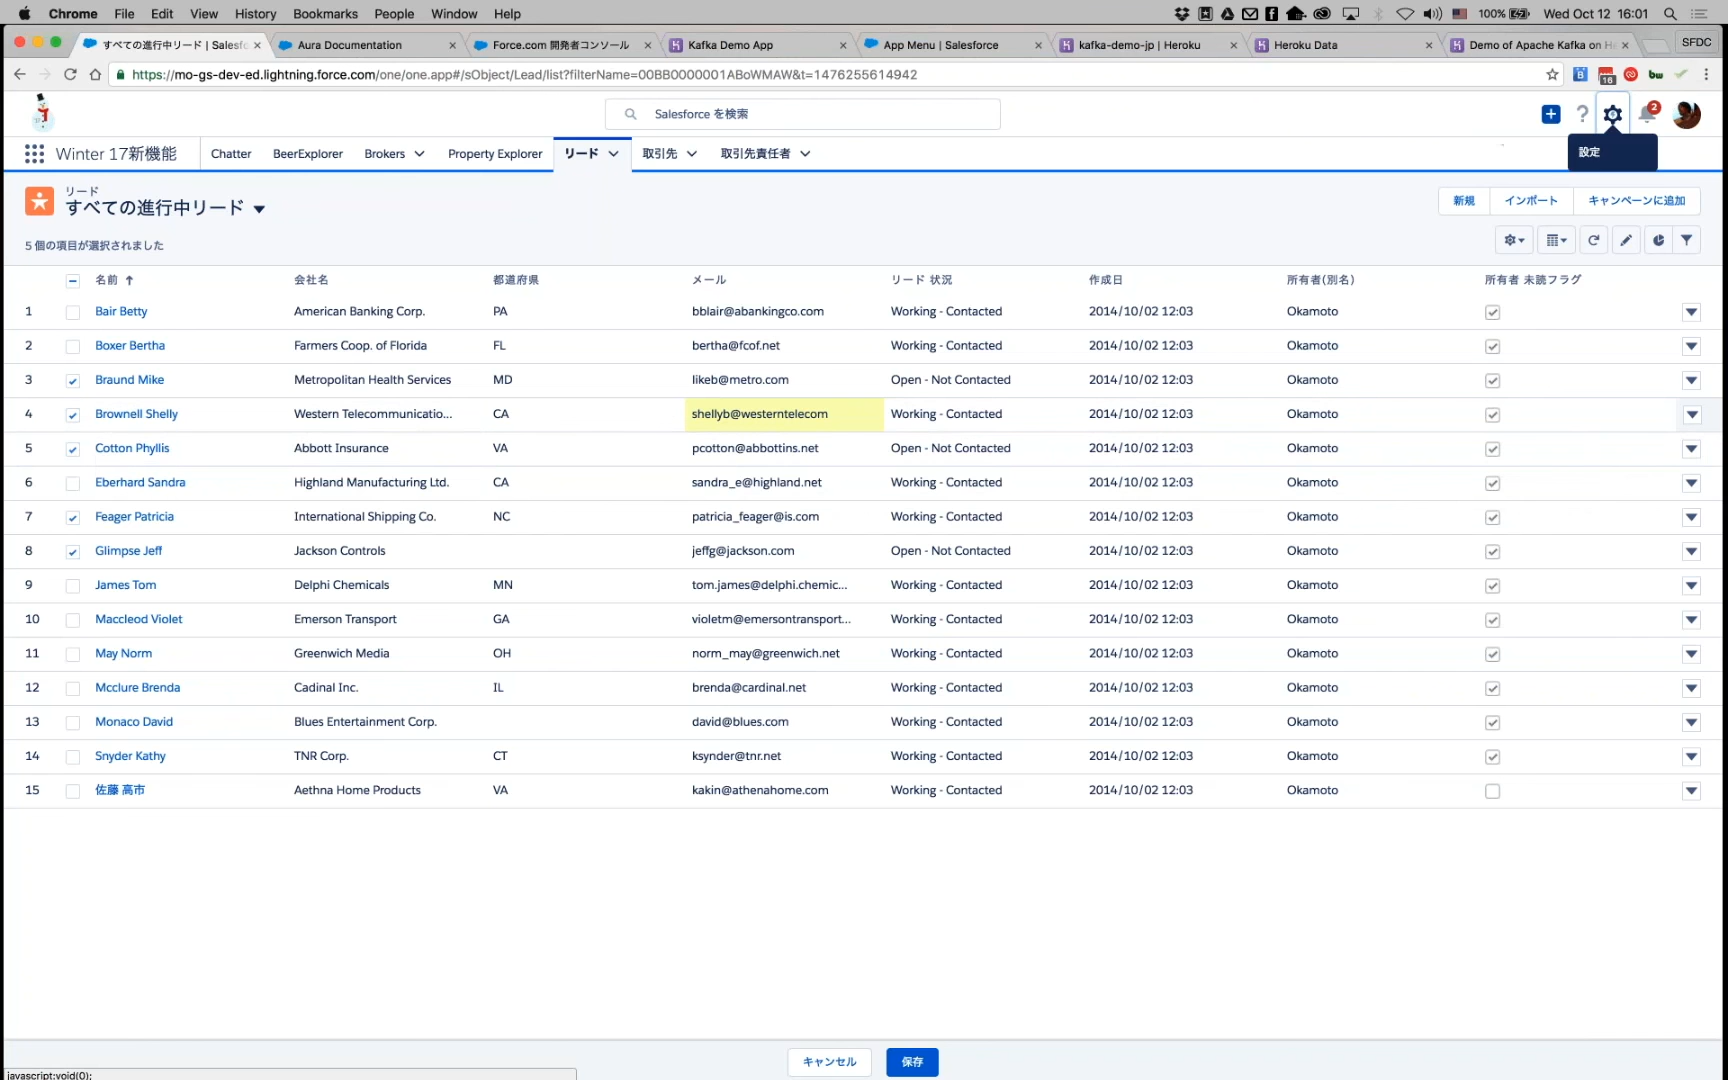 Chrome File Edit View History Bookmarks People Window Help 100% Wed Oct 12 16:01
すべての進行中リード | Salesfo Aura Documentation Force.com 開発者コンソール Kafka Demo App App Menu | Salesforce kafka-demo-jp | Heroku Heroku Data Demo of Apache Kafka on He SFDC
https://mo-gs-dev-ed.lightning.force.com/one/one.app#/sObject/Lead/list?filterName=00BB0000001ABoWMAW&t=1476255614942 16 bw
Salesforce を検索 2
Winter 17新機能 Chatter BeerExplorer Brokers Property Explorer リード 取引先 取引先責任者 設定
リード
すべての進行中リード
新規 インポート キャンペーンに追加
5 個の項目が選択されました
名前 会社名 都道府県 メール リード 状況 作成日 所有者(別名) 所有者 未読フラグ
1 Bair Betty American Banking Corp. PA bblair@abankingco.com Working - Contacted 2014/10/02 12:03 Okamoto
2 Boxer Bertha Farmers Coop. of Florida FL bertha@fcof.net Working - Contacted 2014/10/02 12:03 Okamoto
3 Braund Mike Metropolitan Health Services MD likeb@metro.com Open - Not Contacted 2014/10/02 12:03 Okamoto
4 Brownell Shelly Western Telecommunicatio... CA shellyb@westerntelecom Working - Contacted 2014/10/02 12:03 Okamoto
5 Cotton Phyllis Abbott Insurance VA pcotton@abbottins.net Open - Not Contacted 2014/10/02 12:03 Okamoto
6 Eberhard Sandra Highland Manufacturing Ltd. CA sandra_e@highland.net Working - Contacted 2014/10/02 12:03 Okamoto
7 Feager Patricia International Shipping Co. NC patricia_feager@is.com Working - Contacted 2014/10/02 12:03 Okamoto
8 Glimpse Jeff Jackson Controls jeffg@jackson.com Open - Not Contacted 2014/10/02 12:03 Okamoto
9 James Tom Delphi Chemicals MN tom.james@delphi.chemic... Working - Contacted 2014/10/02 12:03 Okamoto
10 Maccleod Violet Emerson Transport GA violetm@emersontransport... Working - Contacted 2014/10/02 12:03 Okamoto
11 May Norm Greenwich Media OH norm_may@greenwich.net Working - Contacted 2014/10/02 12:03 Okamoto
12 Mcclure Brenda Cadinal Inc. IL brenda@cardinal.net Working - Contacted 2014/10/02 12:03 Okamoto
13 Monaco David Blues Entertainment Corp. david@blues.com Working - Contacted 2014/10/02 12:03 Okamoto
14 Snyder Kathy TNR Corp. CT ksynder@tnr.net Working - Contacted 2014/10/02 12:03 Okamoto
15 佐藤 高市 Aethna Home Products VA kakin@athenahome.com Working - Contacted 2014/10/02 12:03 Okamoto
キャンセル 保存
javascript:void(0);